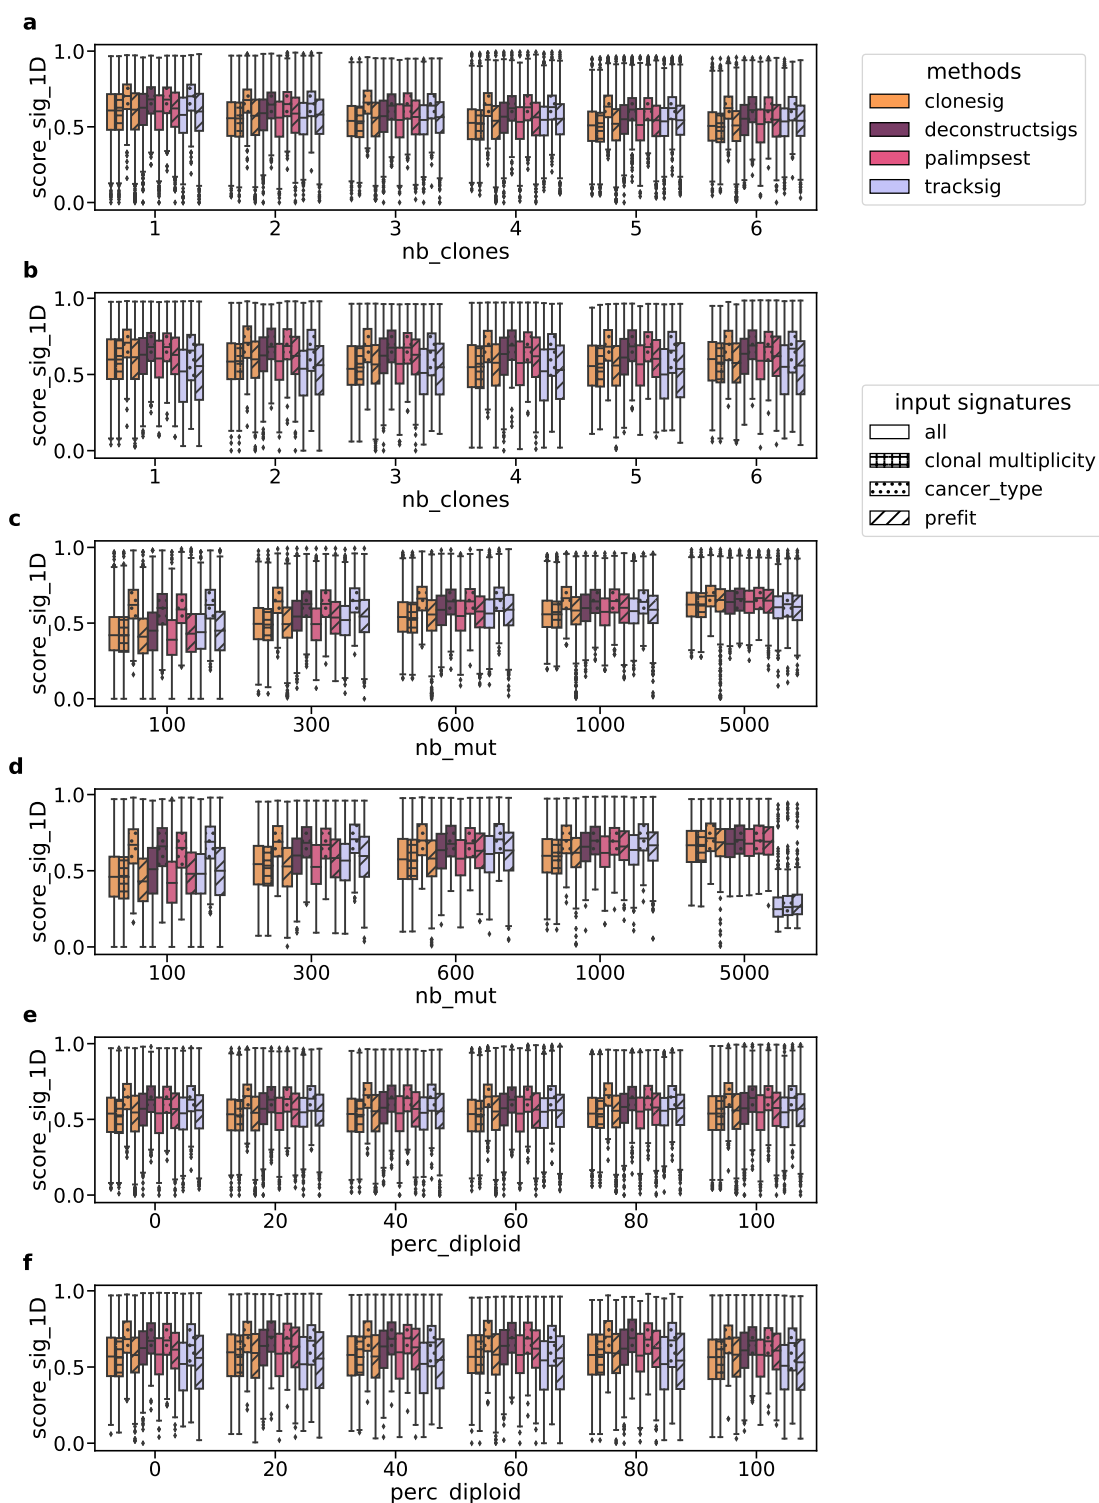 a
1.0
0.5
0.0
score_sig_1D
1 2 3 4 5 6
nb_clones
methods
clonesig
deconstructsigs
palimpsest
tracksig
b
1.0
0.5
0.0
score_sig_1D
1 2 3 4 5 6
nb_clones
input signatures
all
clonal multiplicity
cancer_type
prefit
c
1.0
0.5
0.0
score_sig_1D
100 300 600 1000 5000
nb_mut
d
1.0
0.5
0.0
score_sig_1D
100 300 600 1000 5000
nb_mut
e
1.0
0.5
0.0
score_sig_1D
0 20 40 60 80 100
perc_diploid
f
1.0
0.5
0.0
score_sig_1D
0 20 40 60 80 100
perc_diploid